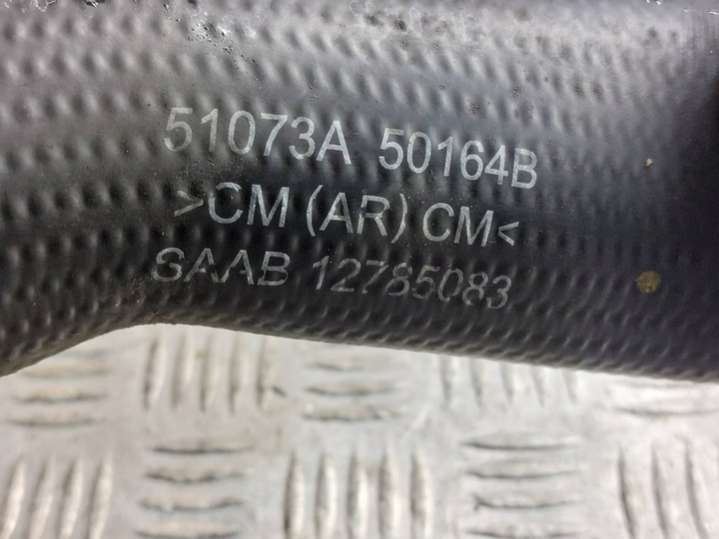 51073A 50164B
>CM (AR) CM<
SAAB 12785083